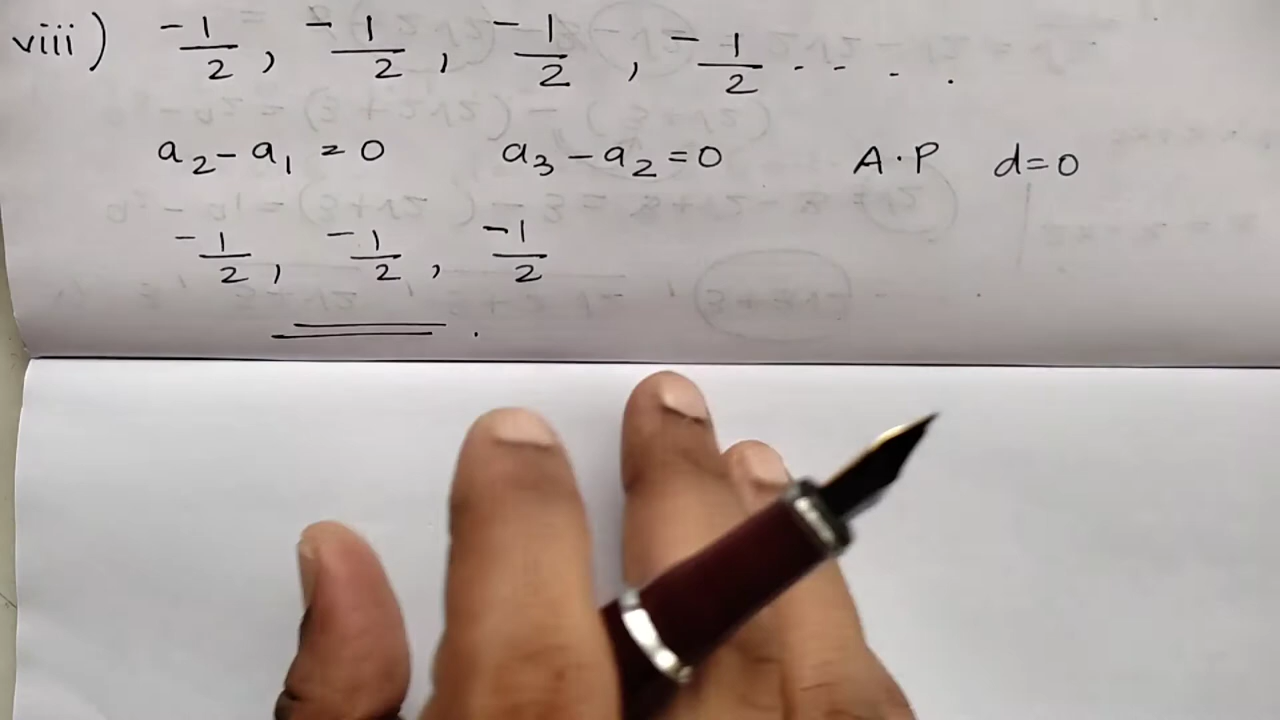 viii) -1/2, -1/2, -1/2, -1/2 - - - .
a2 - a1 = 0 a3 - a2 = 0 A.P d=0
-1/2, -1/2, -1/2